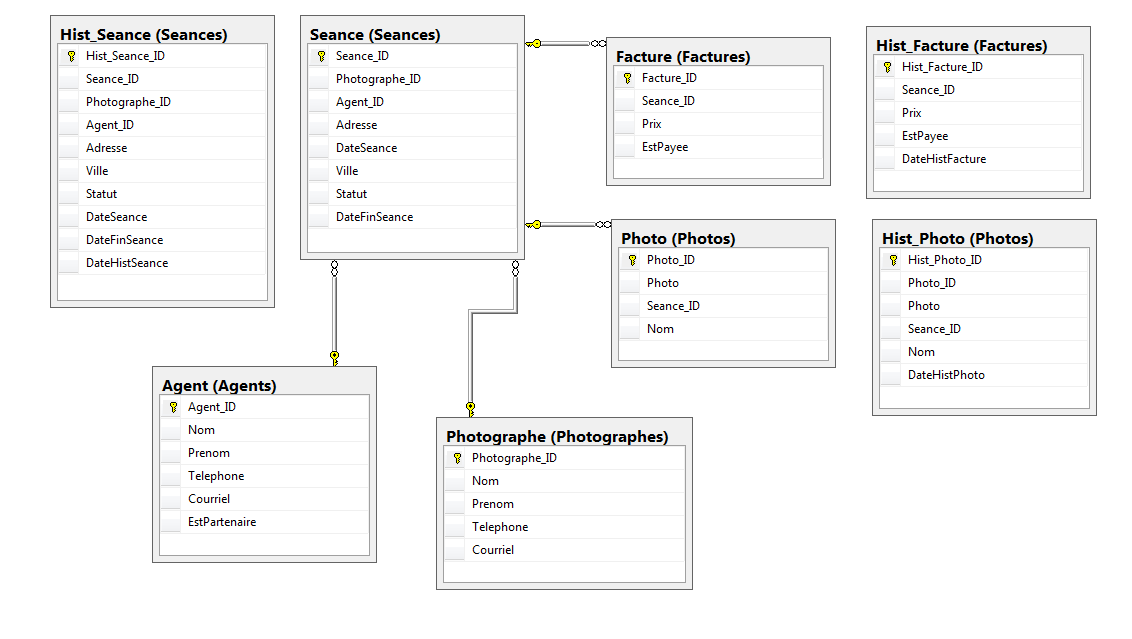 Hist_Seance (Seances)
Hist_Seance_ID
Seance_ID
Photographe_ID
Agent_ID
Adresse
Ville
Statut
DateSeance
DateFinSeance
DateHistSeance
Seance (Seances)
Seance_ID
Photographe_ID
Agent_ID
Adresse
DateSeance
Ville
Statut
DateFinSeance
Facture (Factures)
Facture_ID
Seance_ID
Prix
EstPayee
Hist_Facture (Factures)
Hist_Facture_ID
Seance_ID
Prix
EstPayee
DateHistFacture
Photo (Photos)
Photo_ID
Photo
Seance_ID
Nom
Hist_Photo (Photos)
Hist_Photo_ID
Photo_ID
Photo
Seance_ID
Nom
DateHistPhoto
Agent (Agents)
Agent_ID
Nom
Prenom
Telephone
Courriel
EstPartenaire
Photographe (Photographes)
Photographe_ID
Nom
Prenom
Telephone
Courriel